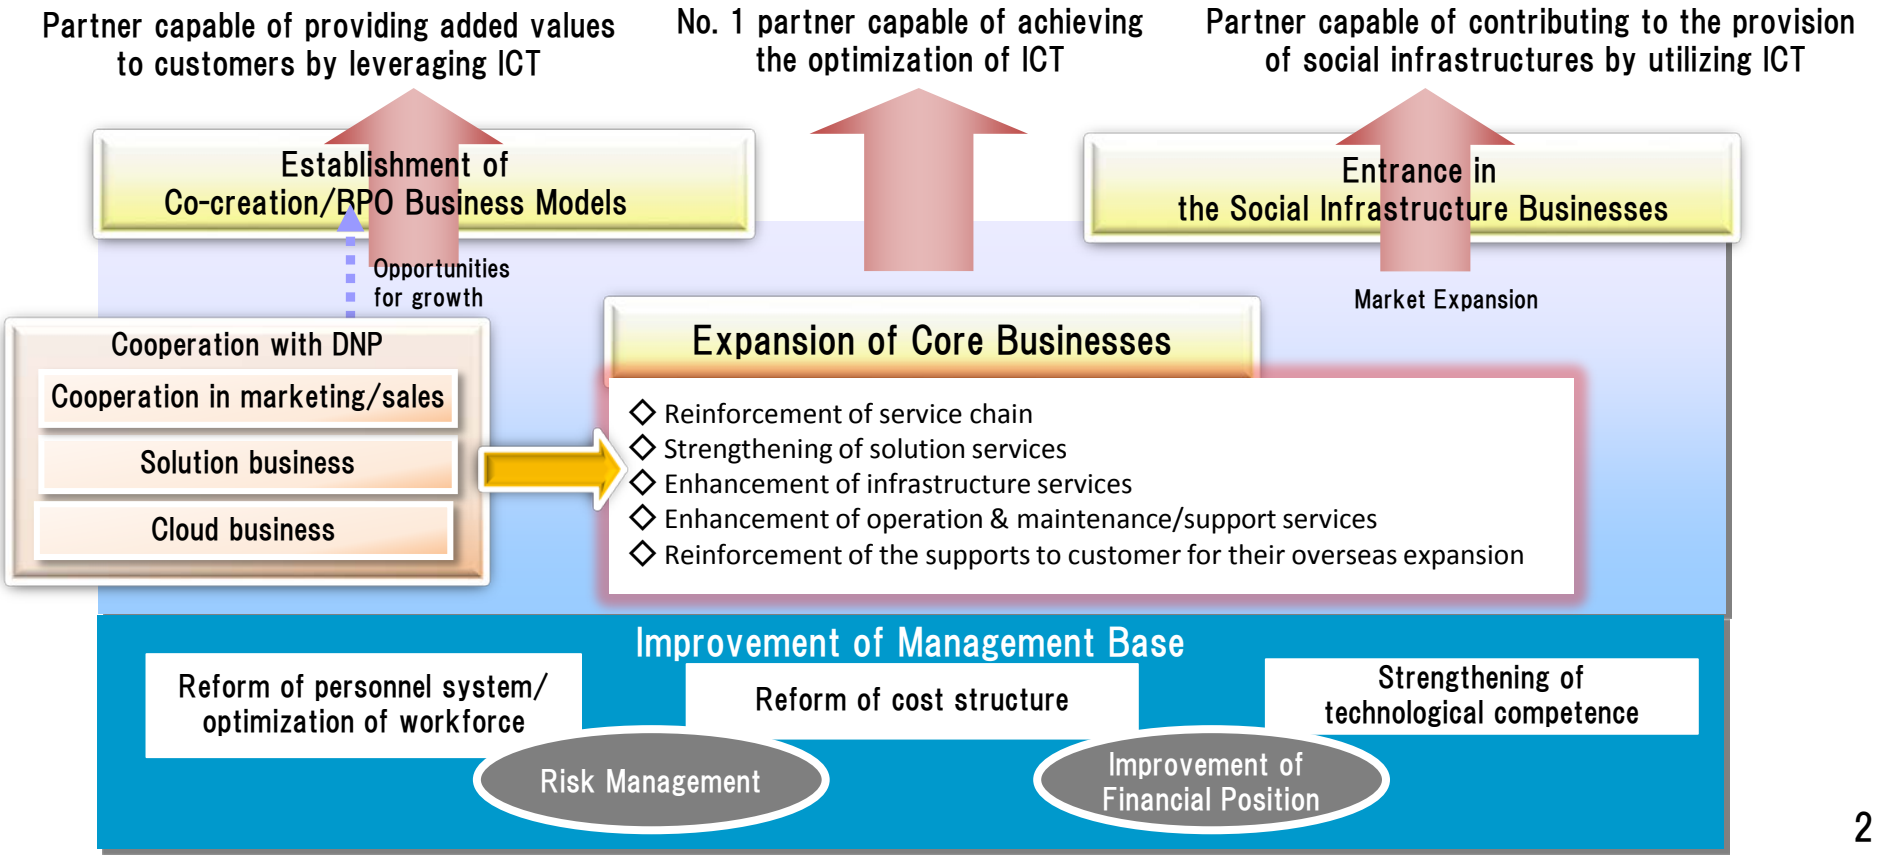 Partner capable of providing added values
to customers by leveraging ICT
No. 1 partner capable of achieving
the optimization of ICT
Partner capable of contributing to the provision
of social infrastructures by utilizing ICT
Establishment of
Co-creation/BPO Business Models
Entrance in
the Social Infrastructure Businesses
Opportunities
for growth
Market Expansion
Cooperation with DNP
Cooperation in marketing/sales
Solution business
Cloud business
Expansion of Core Businesses
◇ Reinforcement of service chain
◇ Strengthening of solution services
◇ Enhancement of infrastructure services
◇ Enhancement of operation & maintenance/support services
◇ Reinforcement of the supports to customer for their overseas expansion
Improvement of Management Base
Reform of personnel system/
optimization of workforce
Reform of cost structure
Strengthening of
technological competence
Risk Management
Improvement of
Financial Position
2